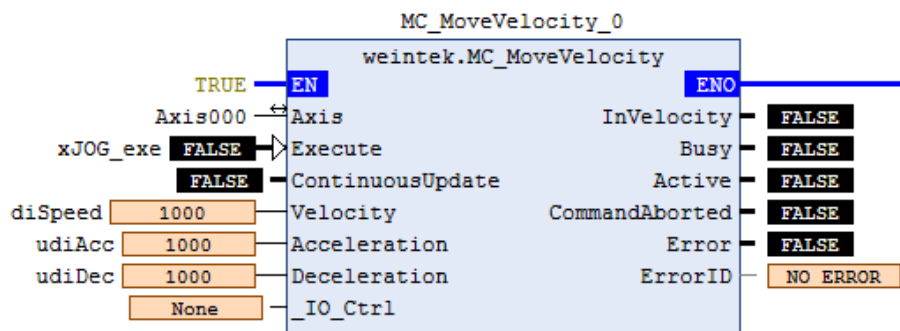 MC_MoveVelocity_0
weintek.MC_MoveVelocity
TRUE EN ENO
Axis000 Axis InVelocity FALSE
xJOG_exe FALSE Execute Busy FALSE
FALSE ContinuousUpdate Active FALSE
diSpeed 1000 Velocity CommandAborted FALSE
udiAcc 1000 Acceleration Error FALSE
udiDec 1000 Deceleration ErrorID NO ERROR
None _IO_Ctrl